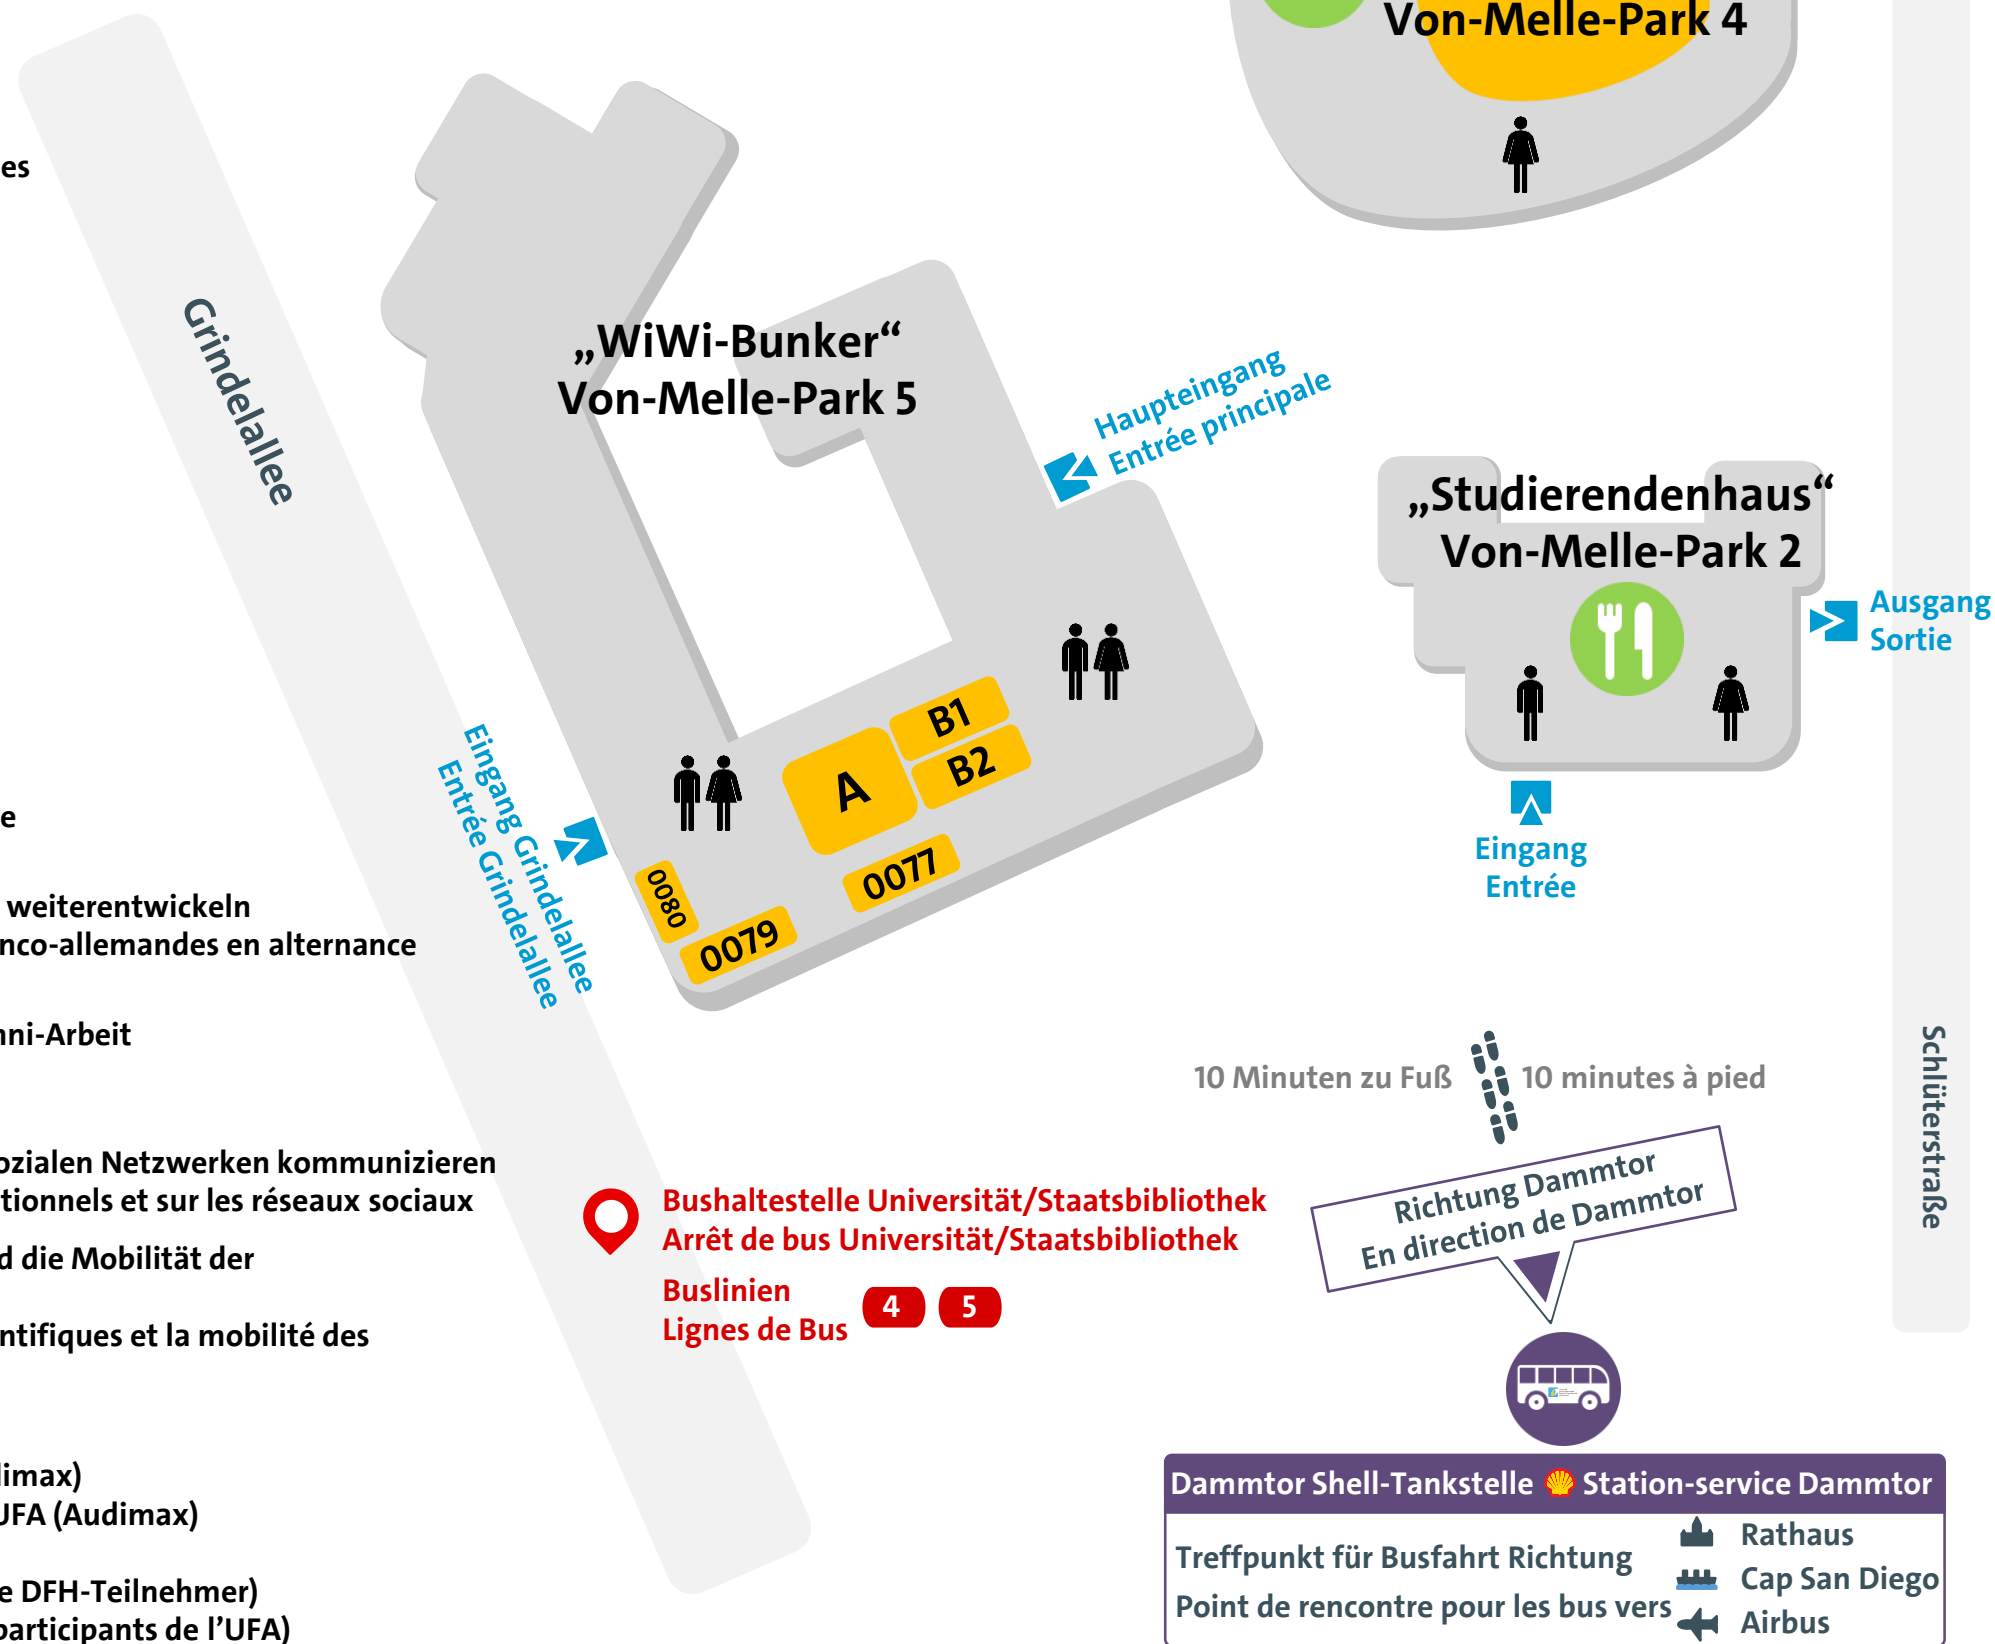 Von-Melle-Park 4
es
Grindelallee
„WiWi-Bunker“
Von-Melle-Park 5
Haupteingang
Entrée principale
„Studierendenhaus“
Von-Melle-Park 2
Ausgang
Sortie
Eingang
Entrée
Eingang Grindelallee
Entrée Grindelallee
A
B1
B2
0077
0079
0080
e
weiterentwickeln
nco-allemandes en alternance
nni-Arbeit
ozialen Netzwerken kommunizieren
tionnels et sur les réseaux sociaux
d die Mobilität der
ntifiques et la mobilité des
limax)
UFA (Audimax)
e DFH-Teilnehmer)
participants de l’UFA)
Bushaltestelle Universität/Staatsbibliothek
Arrêt de bus Universität/Staatsbibliothek
Buslinien
Lignes de Bus
4 5
10 Minuten zu Fuß
10 minutes à pied
Richtung Dammtor
En direction de Dammtor
Schlüterstraße
Dammtor Shell-Tankstelle Station-service Dammtor
Treffpunkt für Busfahrt Richtung
Point de rencontre pour les bus vers
Rathaus
Cap San Diego
Airbus